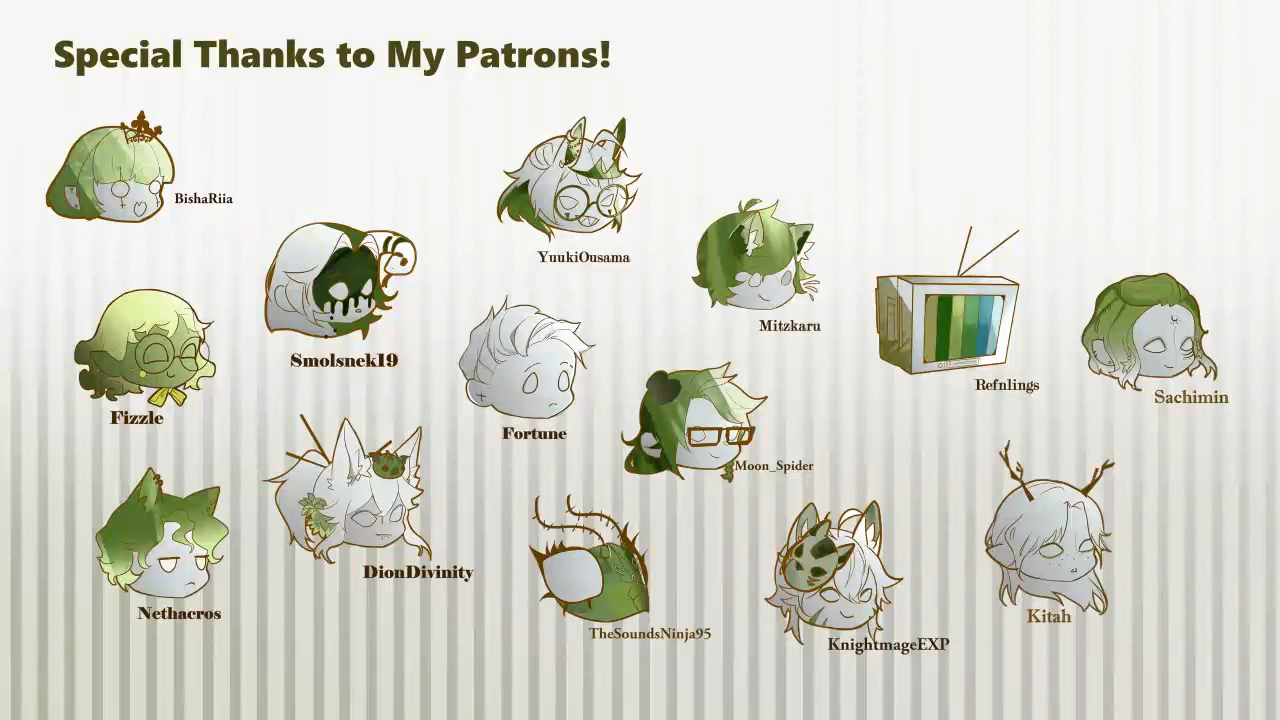 Special Thanks to My Patrons!
BishaRiia
YuukiOusama
Mitzkaru
Smolsnek19
Refnlings
Sachimin
Fizzle
Fortune
Moon_Spider
DionDivinity
Nethacros
TheSoundsNinja95
KnightmageEXP
Kitah